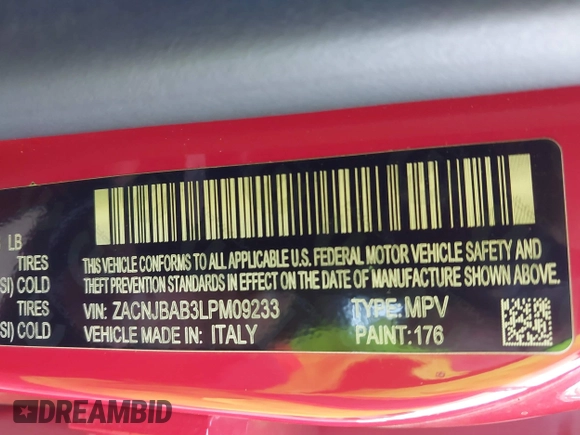 LB
TIRES
SI) COLD
TIRES
SI) COLD
THIS VEHICLE CONFORMS TO ALL APPLICABLE U.S. FEDERAL MOTOR VEHICLE SAFETY AND
THEFT PREVENTION STANDARDS IN EFFECT ON THE DATE OF MANUFACTURE SHOWN ABOVE.
VIN: ZACNJBAB3LPM09233 TYPE: MPV
VEHICLE MADE IN: ITALY PAINT: 176
DREAMBID